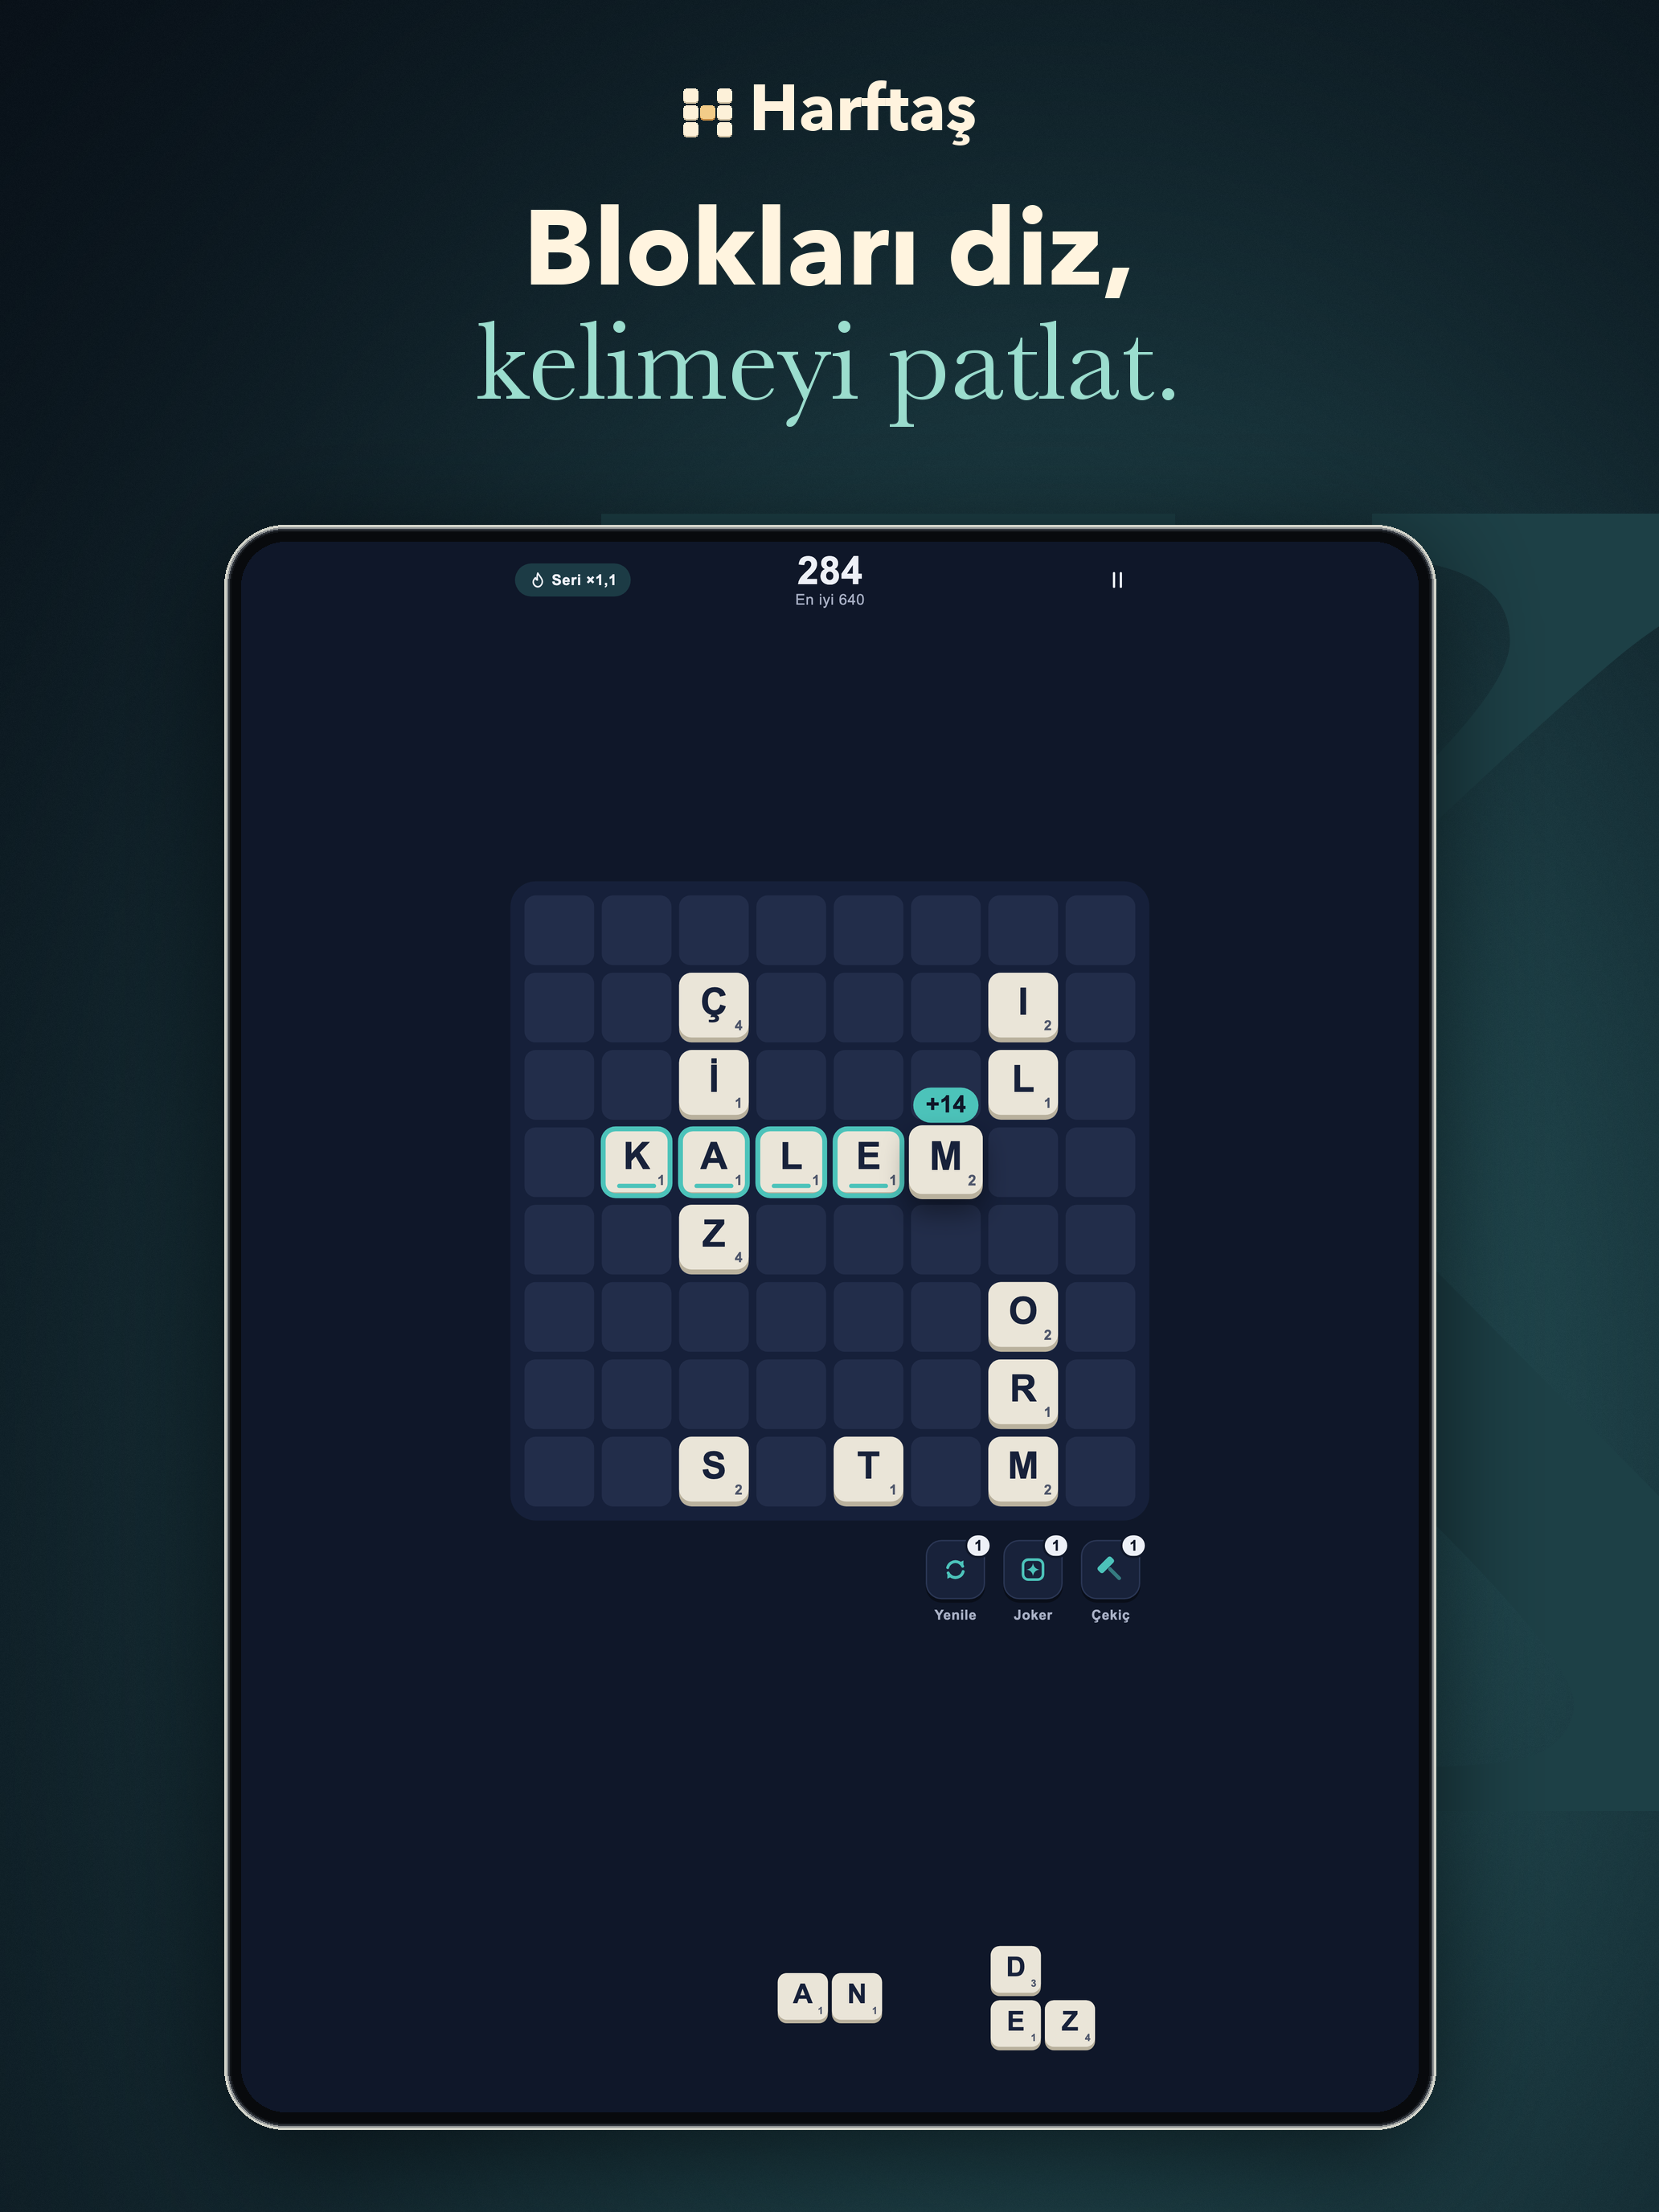 Harftaş
Blokları diz,
kelimeyi patlat.
Seri ×1,1
284
En iyi 640
Ç 4
I 2
İ 1
+14
L 1
K 1 A 1 L 1 E 1 M 2
Z 4
O 2
R 1
S 2 T 1 M 2
1 1 1
Yenile Joker Çekiç
D 3
A 1 N 1
E 1 Z 4